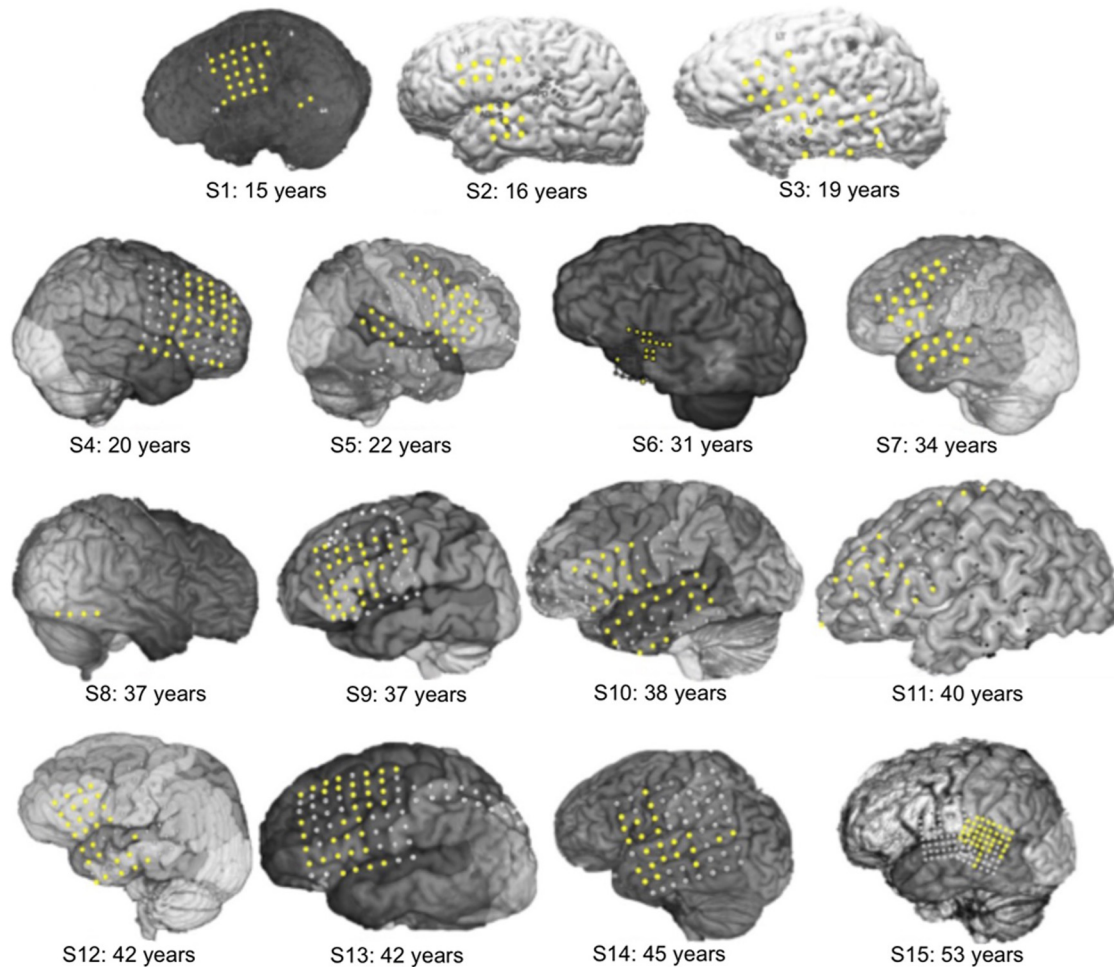 S1: 15 years
S2: 16 years
S3: 19 years
S4: 20 years
S5: 22 years
S6: 31 years
S7: 34 years
S8: 37 years
S9: 37 years
S10: 38 years
S11: 40 years
S12: 42 years
S13: 42 years
S14: 45 years
S15: 53 years